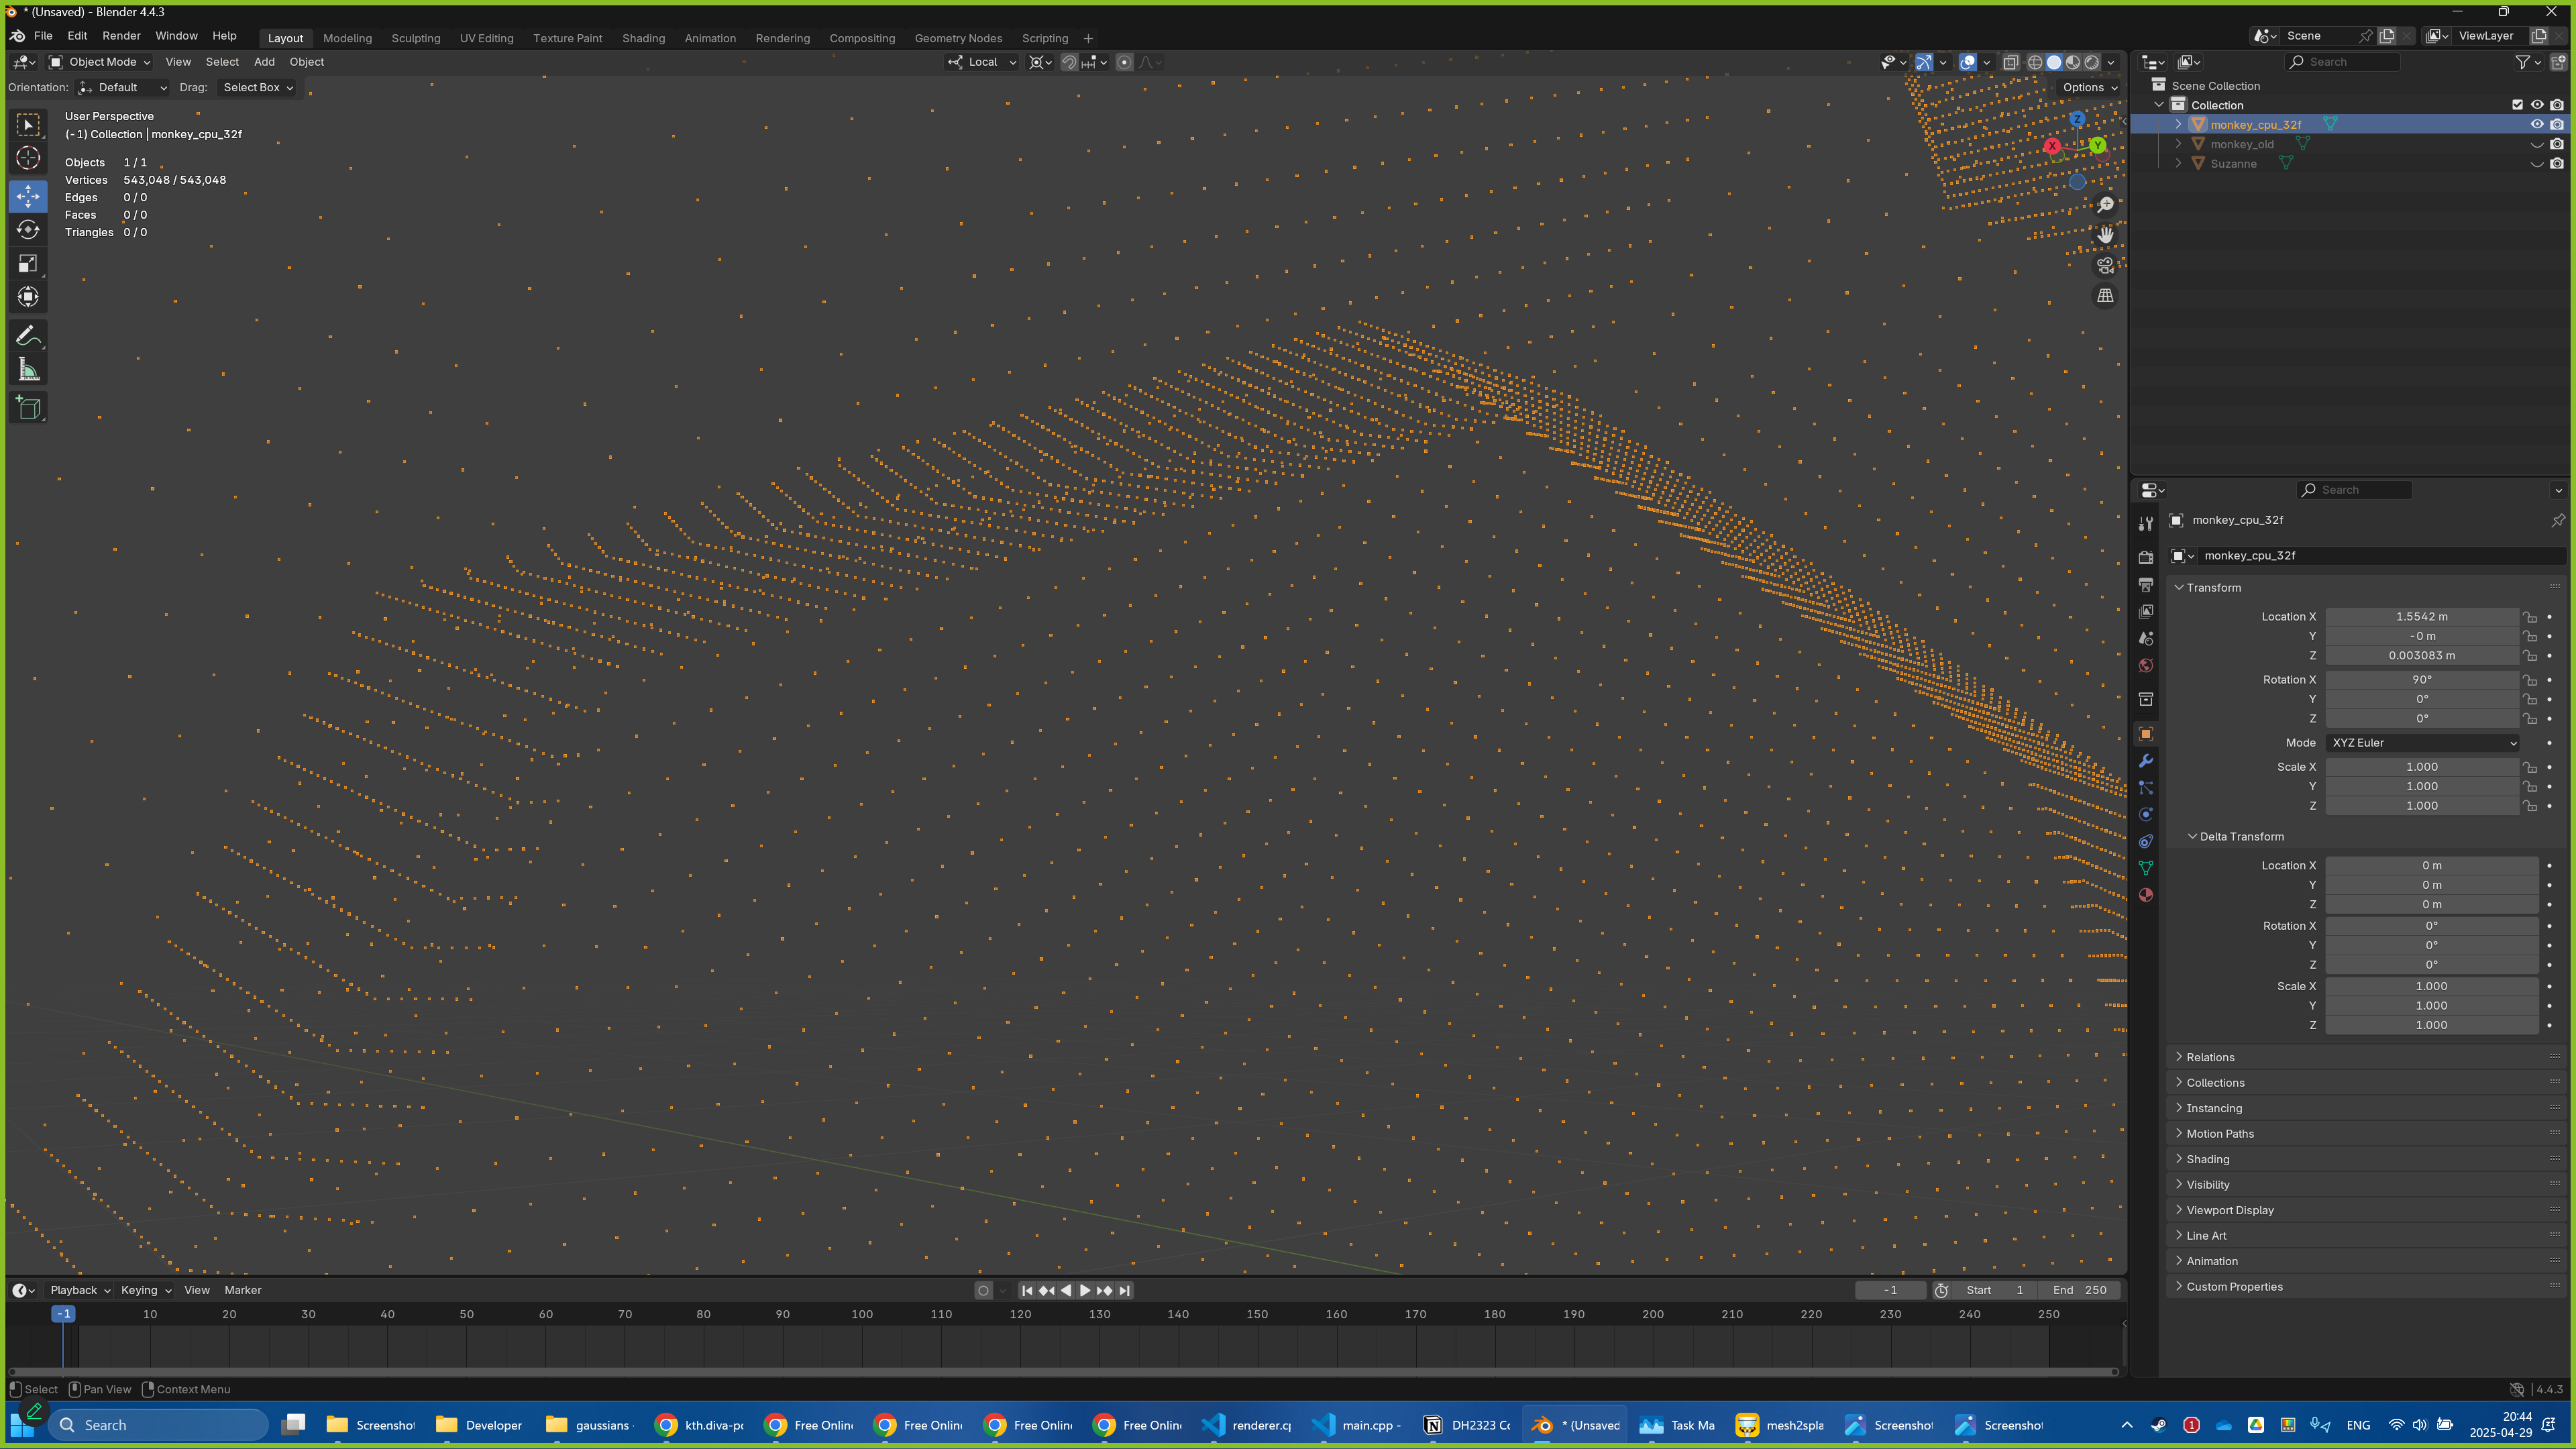 * (Unsaved) - Blender 4.4.3
File Edit Render Window Help
Layout Modeling Sculpting UV Editing Texture Paint Shading Animation Rendering Compositing Geometry Nodes Scripting +
Scene ViewLayer
Object Mode View Select Add Object
Local
Search
Orientation: Default Drag: Select Box
Options
User Perspective
(-1) Collection | monkey_cpu_32f
Objects 1 / 1
Vertices 543,048 / 543,048
Edges 0 / 0
Faces 0 / 0
Triangles 0 / 0
Z
X
Y
Scene Collection
Collection
monkey_cpu_32f
monkey_old
Suzanne
Search
monkey_cpu_32f
monkey_cpu_32f
Transform
Location X 1.5542 m
Y -0 m
Z 0.003083 m
Rotation X 90°
Y 0°
Z 0°
Mode XYZ Euler
Scale X 1.000
Y 1.000
Z 1.000
Delta Transform
Location X 0 m
Y 0 m
Z 0 m
Rotation X 0°
Y 0°
Z 0°
Scale X 1.000
Y 1.000
Z 1.000
Relations
Collections
Instancing
Motion Paths
Shading
Visibility
Viewport Display
Line Art
Animation
Custom Properties
Playback Keying View Marker
-1 Start 1 End 250
-1 10 20 30 40 50 60 70 80 90 100 110 120 130 140 150 160 170 180 190 200 210 220 230 240 250
Select Pan View Context Menu
4.4.3
Search
Screenshot
Developer
gaussians
kth.diva-po
Free Onlin
Free Onlin
Free Onlin
Free Onlin
renderer.cp
main.cpp -
DH2323 Co
* (Unsaved
Task Ma
mesh2spla
Screenshot
Screenshot
1
ENG
20:44
2025-04-29